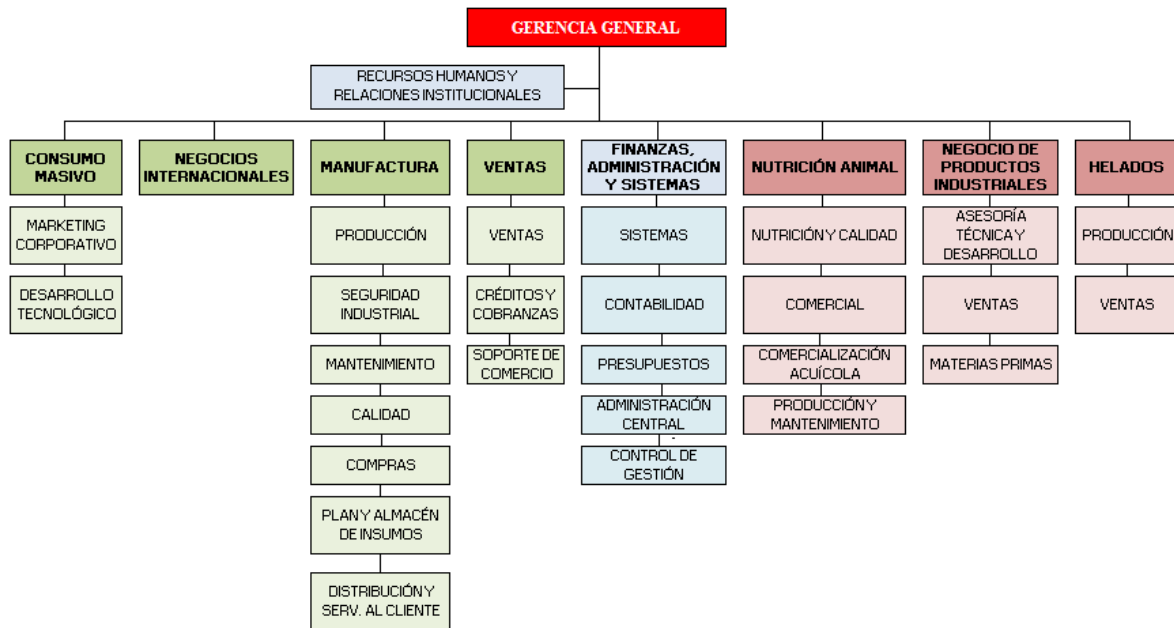 GERENCIA GENERAL
RECURSOS HUMANOS Y
RELACIONES INSTITUCIONALES
CONSUMO
MASIVO
NEGOCIOS
INTERNACIONALES
MANUFACTURA
VENTAS
FINANZAS,
ADMINISTRACIÓN
Y SISTEMAS
NUTRICIÓN ANIMAL
NEGOCIO DE
PRODUCTOS
INDUSTRIALES
HELADOS
MARKETING
CORPORATIVO
DESARROLLO
TECNOLÓGICO
PRODUCCIÓN
SEGURIDAD
INDUSTRIAL
MANTENIMIENTO
CALIDAD
COMPRAS
PLAN Y ALMACÉN
DE INSUMOS
DISTRIBUCIÓN Y
SERV. AL CLIENTE
VENTAS
CRÉDITOS Y
COBRANZAS
SOPORTE DE
COMERCIO
SISTEMAS
CONTABILIDAD
PRESUPUESTOS
ADMINISTRACIÓN
CENTRAL
CONTROL DE
GESTIÓN
NUTRICIÓN Y CALIDAD
COMERCIAL
COMERCIALIZACIÓN
ACUÍCOLA
PRODUCCIÓN Y
MANTENIMIENTO
ASESORÍA
TÉCNICA Y
DESARROLLO
VENTAS
MATERIAS PRIMAS
PRODUCCIÓN
VENTAS